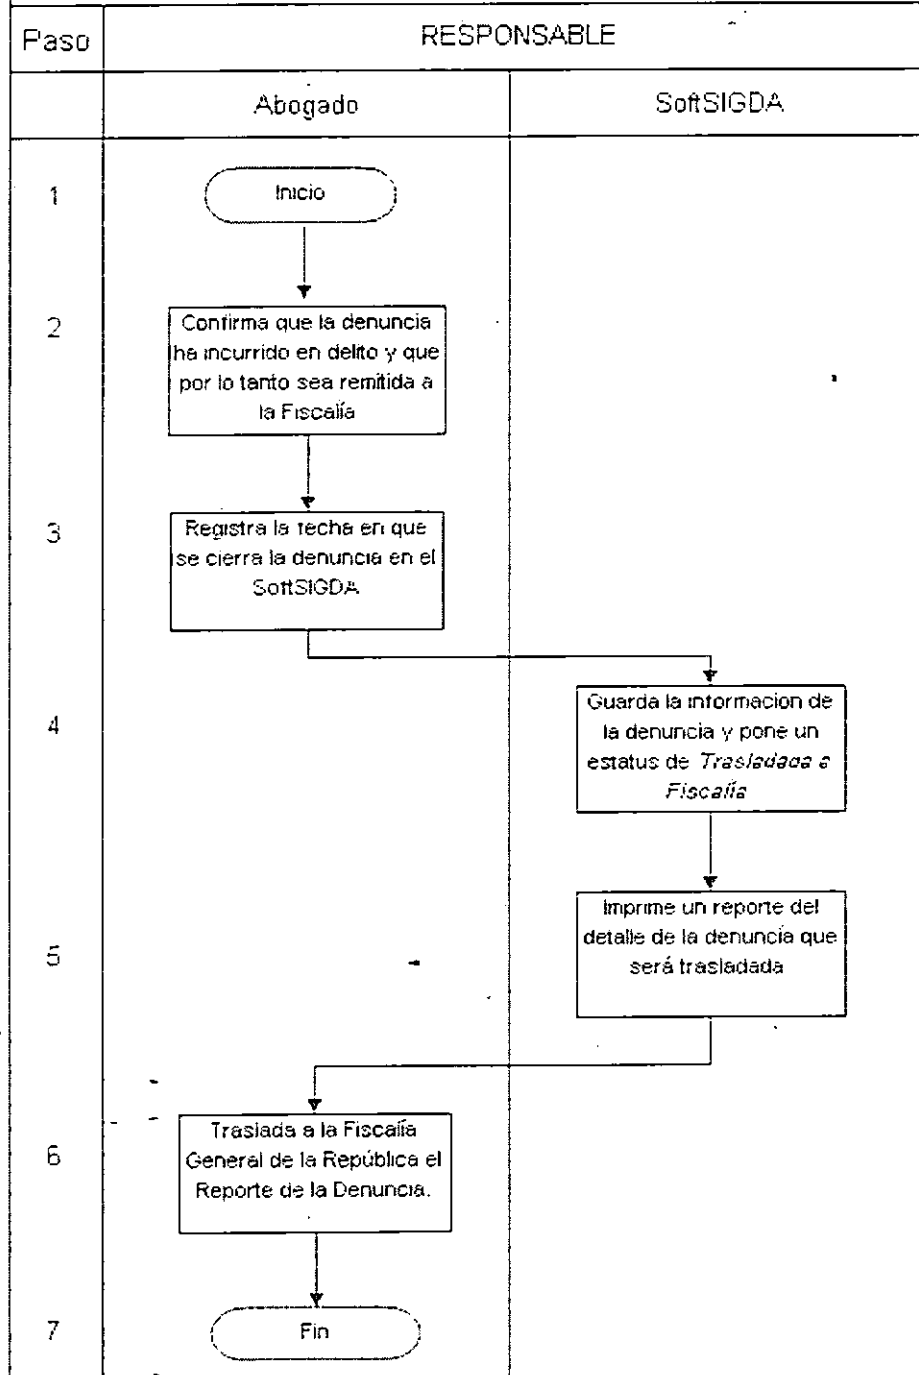 Paso
RESPONSABLE
Abogado
SoftSIGDA
1
Inicio
2
Confirma que la denuncia
ha incurrido en delito y que
por lo tanto sea remitida a
la Fiscalía
3
Registra la fecha en que
se cierra la denuncia en el
SoftSIGDA
4
Guarda la informacion de
la denuncia y pone un
estatus de Trasladada a
Fiscalía
5
Imprime un reporte del
detalle de la denuncia que
será trasladada
6
Traslada a la Fiscalía
General de la República el
Reporte de la Denuncia.
7
Fin